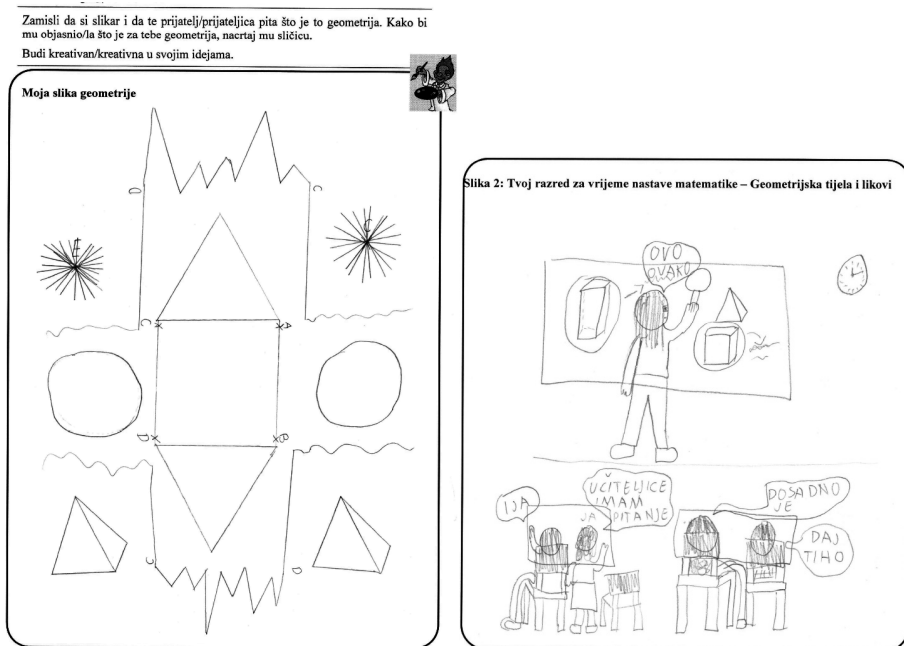 Zamisli da si slikar i da te prijatelj/prijateljica pita što je to geometrija. Kako bi
mu objasnio/la što je za tebe geometrija, nacrtaj mu sličicu.
Budi kreativan/kreativna u svojim idejama.
Moja slika geometrije
C
E
C
C
A
D
B
D
Slika 2: Tvoj razred za vrijeme nastave matematike – Geometrijska tijela i likovi
OVO
OVAKO
I JA
UČITELJICE
IMAM
JA PITANJE
DOSADNO
JE
DAJ
TIHO